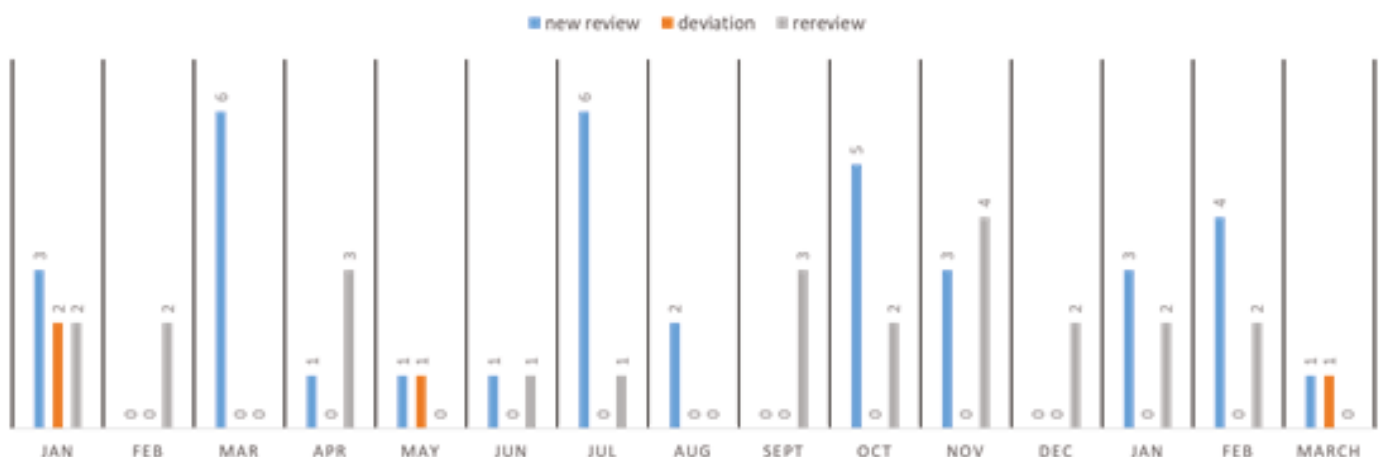 new review deviation rereview
3 2 2 0 0 2 6 0 0 1 0 3 1 1 0 1 0 1 6 0 1 2 0 0 0 0 3 5 0 2 3 0 4 0 0 2 3 0 2 4 0 2 1 1 0
JAN FEB MAR APR MAY JUN JUL AUG SEPT OCT NOV DEC JAN FEB MARCH